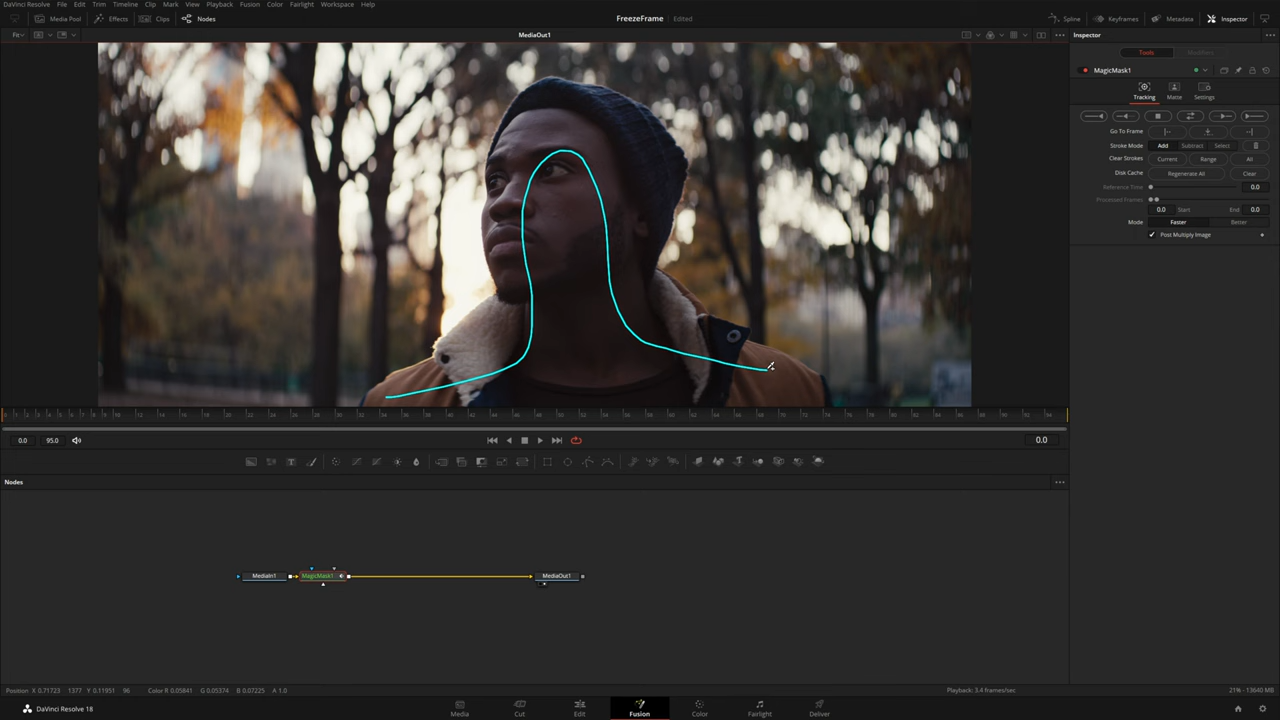 DaVinci Resolve File Edit Trim Timeline Clip Mark View Playback Fusion Color Fairlight Workspace Help
Media Pool Effects Clips Nodes FreezeFrame Edited Spline Keyframes Metadata Inspector
Fit MediaOut1 Inspector
Tools Modifiers
MagicMask1
Tracking Matte Settings
Go To Frame
Stroke Mode Add Subtract Select
Clear Strokes Current Range All
Disk Cache Regenerate All Clear
Reference Time 0.0
Processed Frames
0.0 Start End 0.0
Mode Faster Better
Post Multiply Image
0.0 95.0 0.0
Nodes
MediaIn1 MagicMask1 MediaOut1
Position X 0.71723 1377 Y 0.11951 96 Color R 0.05841 G 0.05374 B 0.07225 A 1.0 Playback: 3.4 frames/sec 21% - 13640 MB
DaVinci Resolve 18 Media Cut Edit Fusion Color Fairlight Deliver